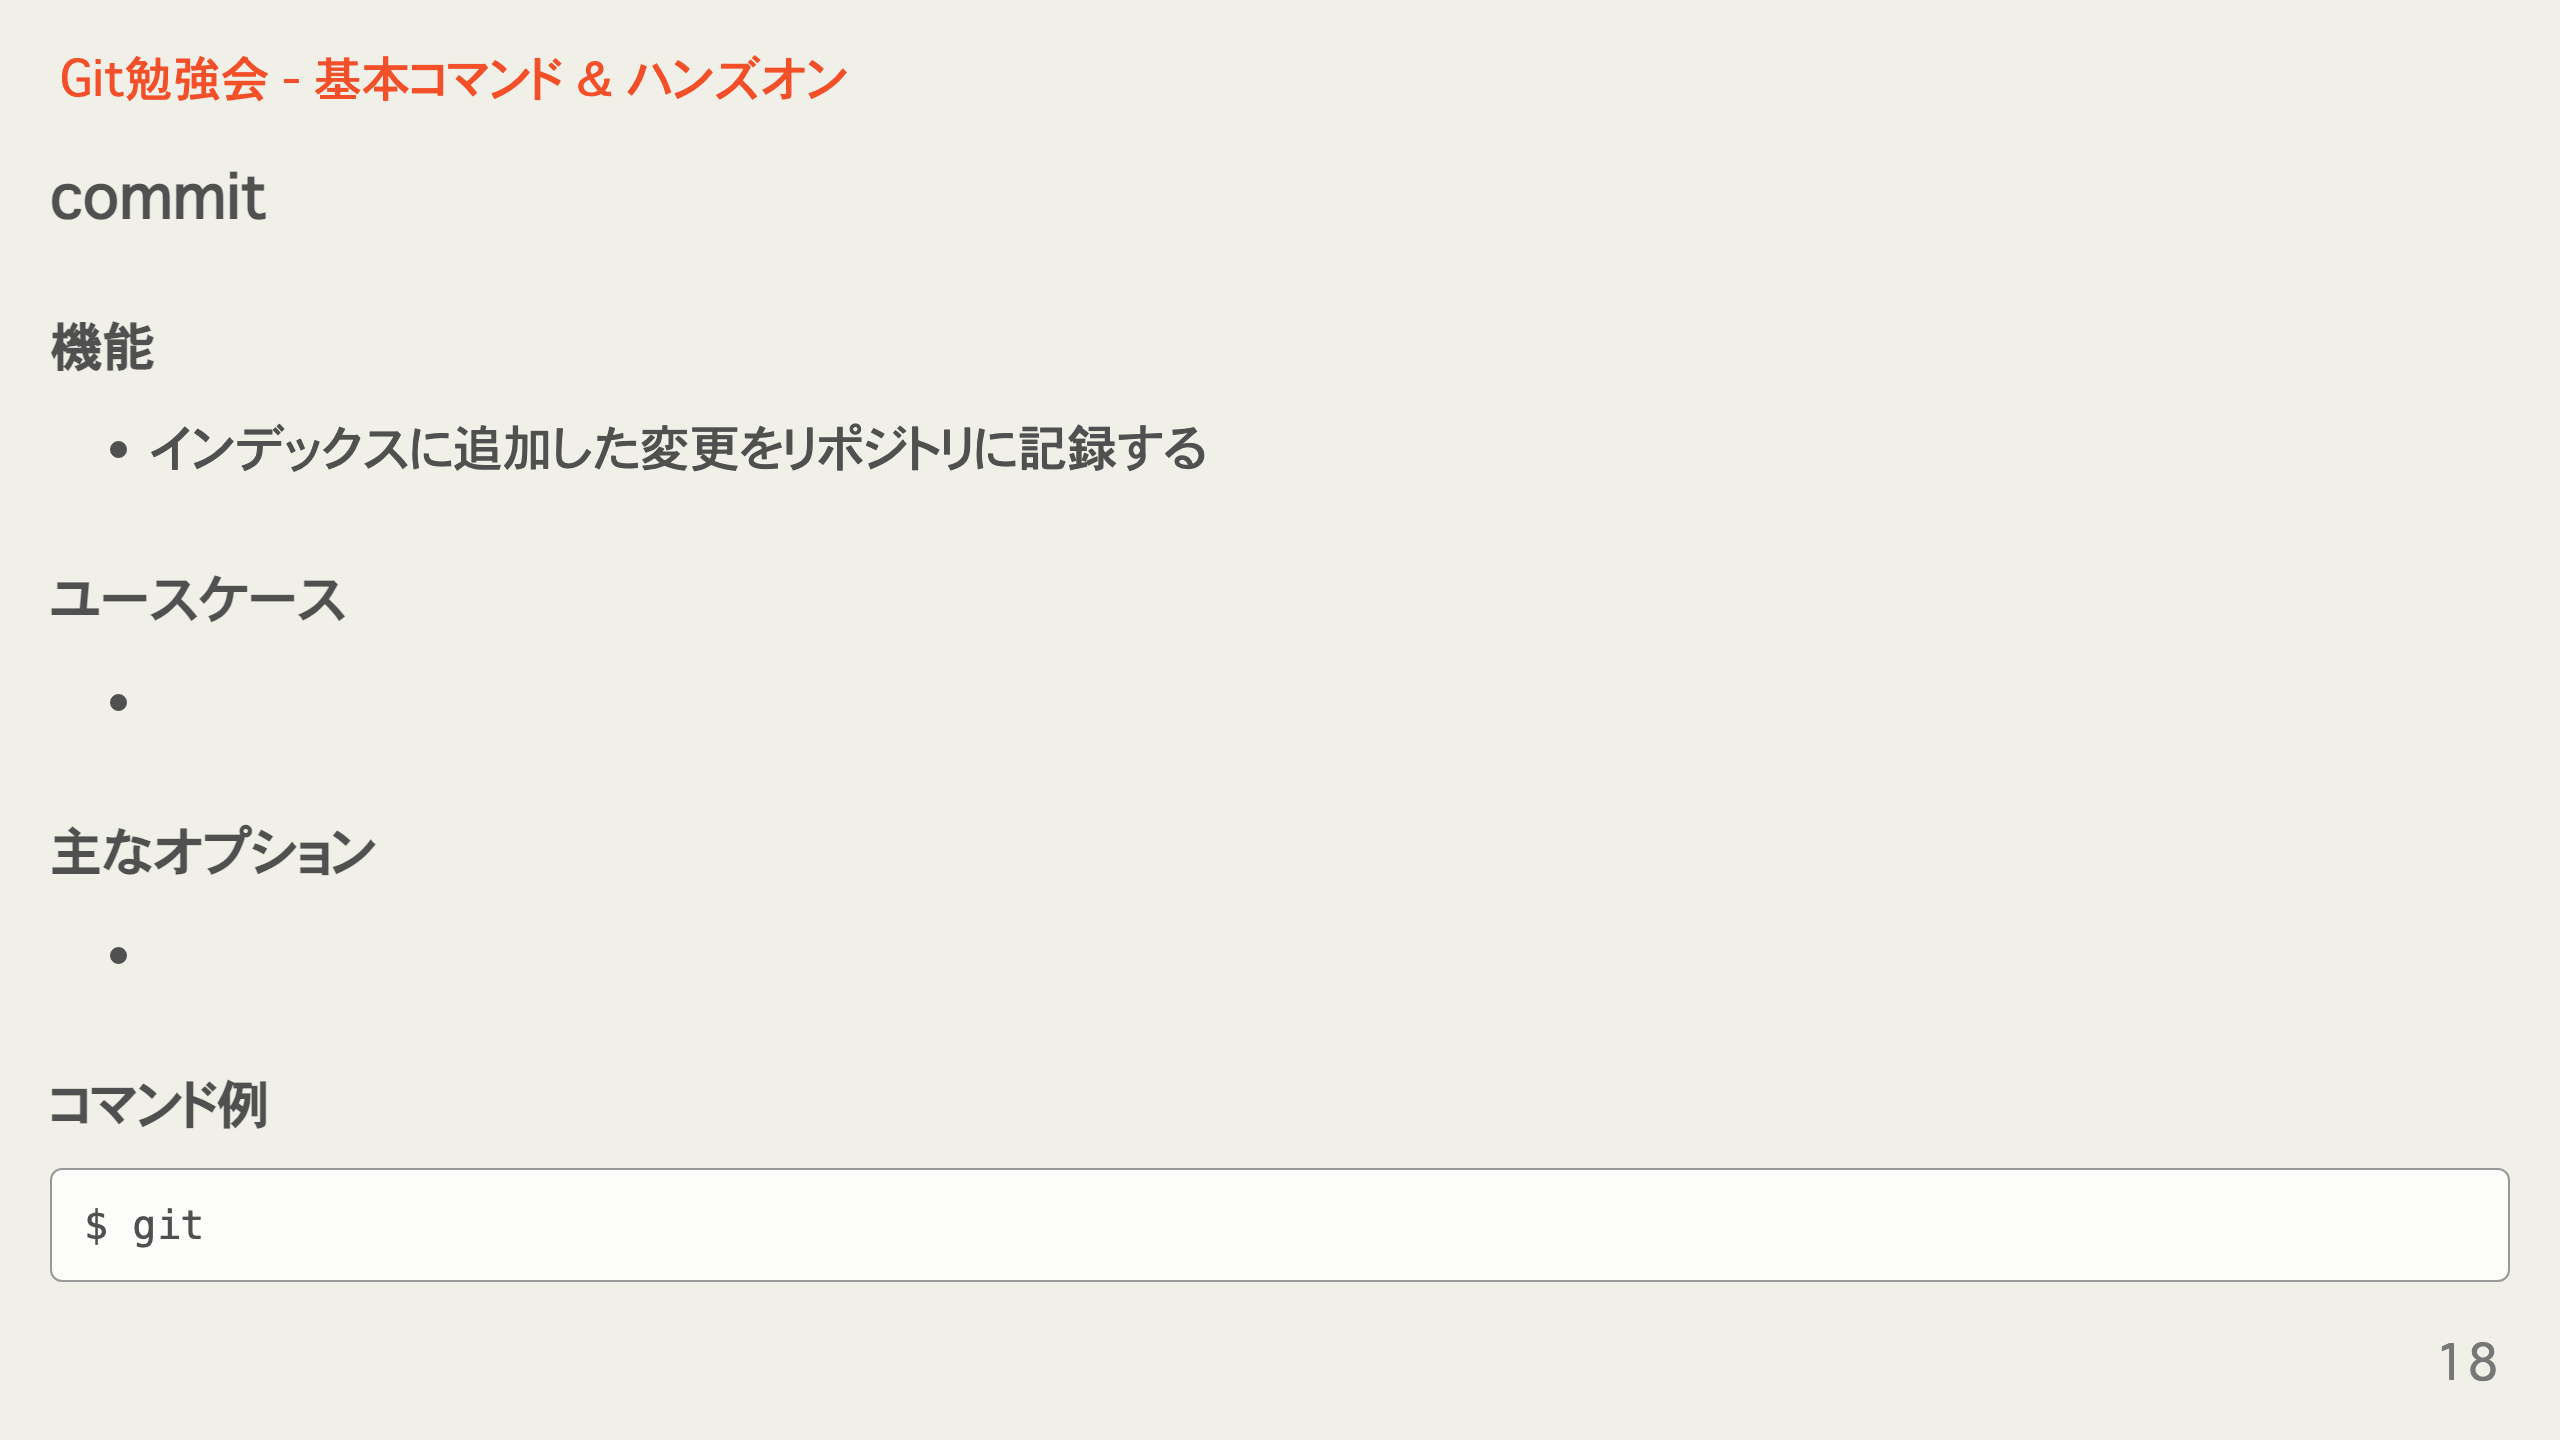 Git勉強会 - 基本コマンド & ハンズオン
commit
機能
• インデックスに追加した変更をリポジトリに記録する
ユースケース
•
主なオプション
•
コマンド例
$ git
18